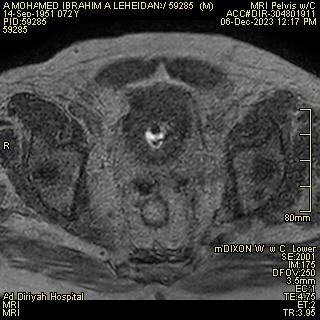 A MOHAMED IBRAHIM A LEHEIDAN:/ 59285 (M)
14-Sep-1951 072Y
PID:59285
59285
MRI Pelvis w/C
ACC#DIR-304801911
06-Dec-2023 12:17 PM
R
80mm
mDIXON W w C Lower
SE:2001
IM:175
DFOV:250
3.5mm
EC:1
TE:4.75
ET:2
TR:3.95
Ad Diriyah Hospital
MRI
MRI